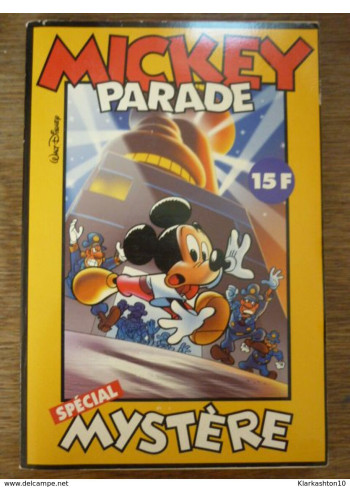 MICKEY
PARADE
WALT DISNEY
15 F
SPÉCIAL
MYSTÈRE
www.delcampe.net
Klarkashton10